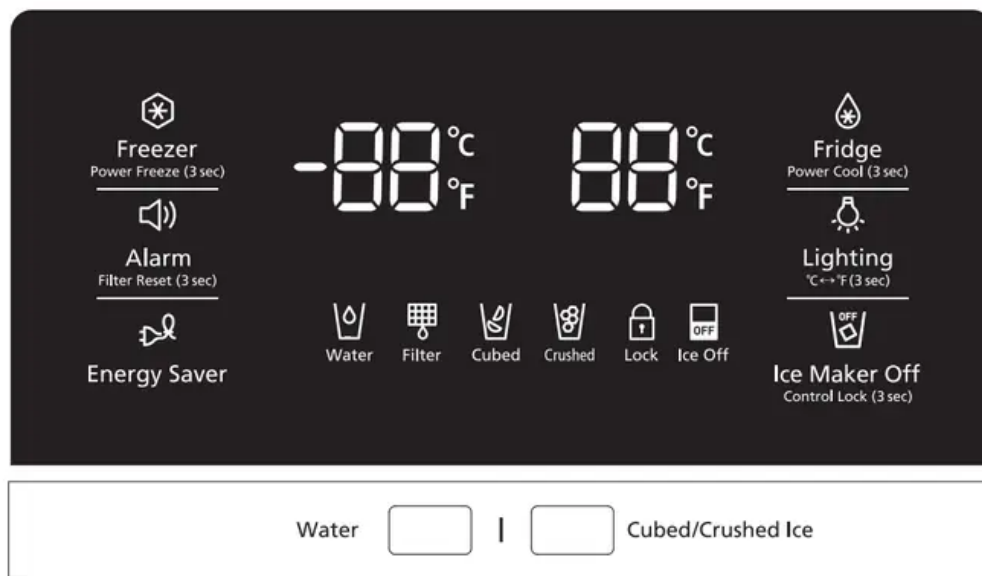 Freezer
Power Freeze (3 sec)
Alarm
Filter Reset (3 sec)
Energy Saver
-88 °C
°F
88 °C
°F
Water Filter Cubed Crushed Lock OFF Ice Off
Fridge
Power Cool (3 sec)
Lighting
℃↔℉ (3 sec)
OFF
Ice Maker Off
Control Lock (3 sec)
Water | Cubed/Crushed Ice